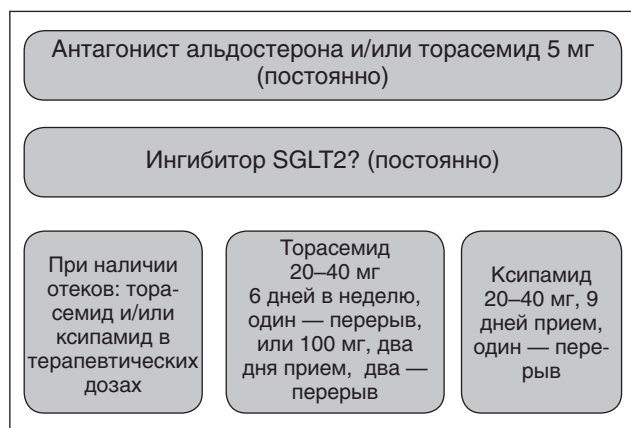 Антагонист альдостерона и/или торасемид 5 мг
(постоянно)
Ингибитор SGLT2? (постоянно)
При наличии
отеков: тора-
семид и/или
ксипамид в
терапевтических
дозах
Торасемид
20–40 мг
6 дней в неделю,
один — перерыв,
или 100 мг, два
дня прием, два —
перерыв
Ксипамид
20–40 мг, 9
дней прием,
один — пере-
рыв